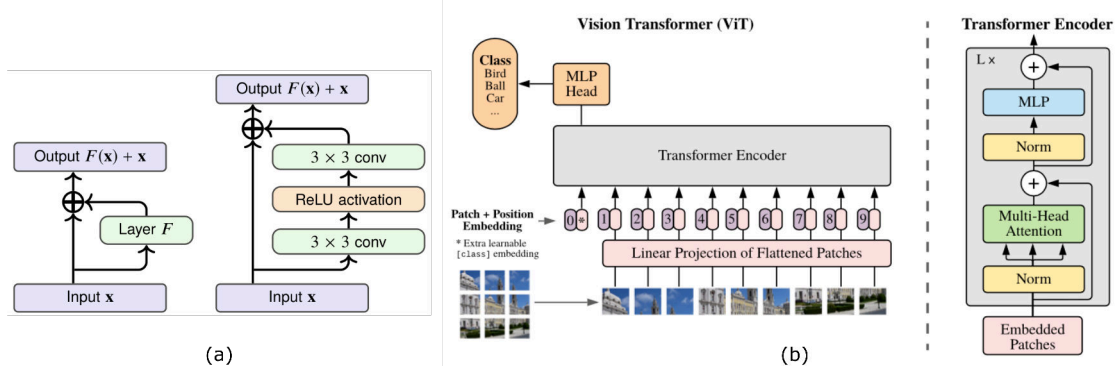 Output F(x) + x
Layer F
Input x
Output F(x) + x
3 × 3 conv
ReLU activation
3 × 3 conv
Input x
(a)
Vision Transformer (ViT)
Class
Bird
Ball
Car
...
MLP
Head
Transformer Encoder
Patch + Position
Embedding
0 * 1 2 3 4 5 6 7 8 9
* Extra learnable
[class] embedding
Linear Projection of Flattened Patches
(b)
Transformer Encoder
L ×
+
MLP
Norm
+
Multi-Head
Attention
Norm
Embedded
Patches